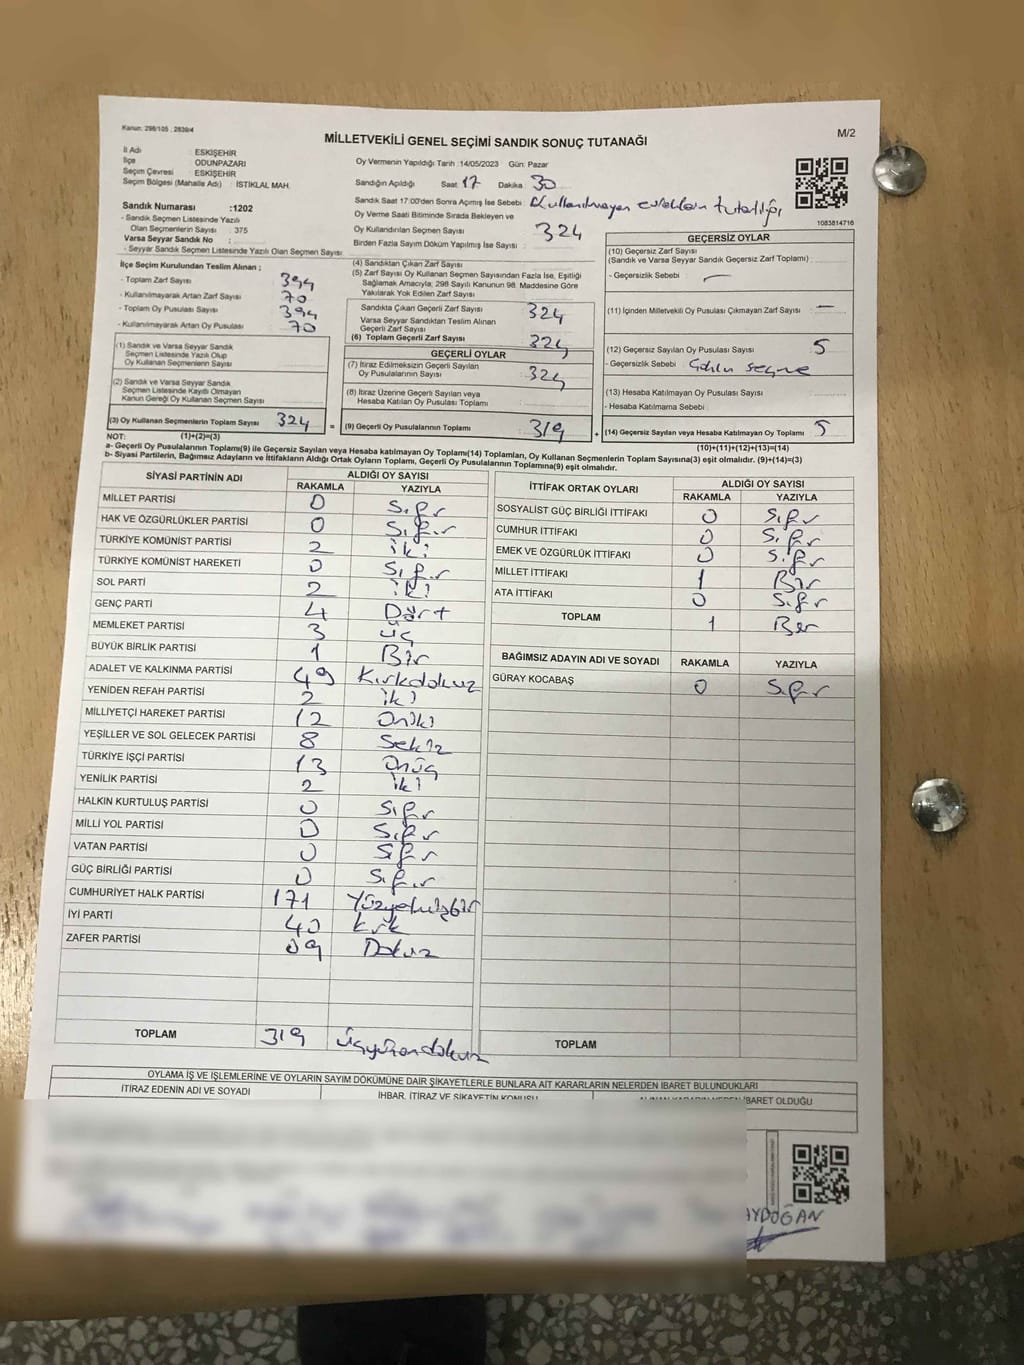 Kanun: 298/105 , 2839/4
MİLLETVEKİLİ GENEL SEÇİMİ SANDIK SONUÇ TUTANAĞI
M/2
İl Adı : ESKİŞEHİR
İlçe : ODUNPAZARI
Seçim Çevresi : ESKİŞEHİR
Seçim Bölgesi (Mahalle Adı) : İSTİKLAL MAH.
Sandık Numarası :1202
- Sandık Seçmen Listesinde Yazılı
Olan Seçmenlerin Sayısı : 375
Varsa Seyyar Sandık No :
- Seyyar Sandık Seçmen Listesinde Yazılı Olan Seçmen Sayısı :
Oy Vermenin Yapıldığı Tarih :14/05/2023 Gün: Pazar
Sandığın Açıldığı Saat: 17 Dakika 30
Sandık Saat 17:00'den Sonra Açımış İse Sebebi : Kullanılmayan evrakların tutanlığı
Oy Verme Saati Bitiminde Sırada Bekleyen ve
Oy Kullandırılan Seçmen Sayısı : 324
Birden Fazla Sayım Döküm Yapılmış İse Sayısı :
1083814716
İlçe Seçim Kurulundan Teslim Alınan ;
- Toplam Zarf Sayısı : 394
- Kullanılmayarak Artan Zarf Sayısı : 70
- Toplam Oy Pusulası Sayısı : 394
- Kullanılmayarak Artan Oy Pusulası : 70
(1) Sandık ve Varsa Seyyar Sandık
Seçmen Listesinde Yazılı Olup
Oy Kullanan Seçmenlerin Sayısı :
(2) Sandık ve Varsa Seyyar Sandık
Seçmen Listesinde Kayıtlı Olmayan
Kanun Gereği Oy Kullanan Seçmen Sayısı :
(3) Oy Kullanan Seçmenlerin Toplam Sayısı : 324 =
(4) Sandıktan Çıkan Zarf Sayısı :
(5) Zarf Sayısı Oy Kullanan Seçmen Sayısından Fazla İse, Eşitliği
Sağlamak Amacıyla; 298 Sayılı Kanunun 98. Maddesine Göre
Yakılarak Yok Edilen Zarf Sayısı :
Sandıkta Çıkan Geçerli Zarf Sayısı : 324
Varsa Seyyar Sandıktan Teslim Alınan
Geçerli Zarf Sayısı :
(6) Toplam Geçerli Zarf Sayısı : 324
GEÇERLİ OYLAR
(7) İtiraz Edilmeksizin Geçerli Sayılan
Oy Pusulalarının Sayısı : 324
(8) İtiraz Üzerine Geçerli Sayılan veya
Hesaba Katılan Oy Pusulası Toplamı :
(9) Geçerli Oy Pusulalarının Toplamı : 319 +
GEÇERSİZ OYLAR
(10) Geçersiz Zarf Sayısı
(Sandık ve Varsa Seyyar Sandık Geçersiz Zarf Toplamı) :
- Geçersizlik Sebebi : —
(11) İçinden Milletvekili Oy Pusulası Çıkmayan Zarf Sayısı : —
(12) Geçersiz Sayılan Oy Pusulası Sayısı : 5
- Geçersizlik Sebebi :
(13) Hesaba Katılmayan Oy Pusulası Sayısı :
- Hesaba Katılmama Sebebi :
(14) Geçersiz Sayılan veya Hesaba Katılmayan Oy Toplamı : 5
NOT: (1)+(2)=(3)
(10)+(11)+(12)+(13)=(14)
a- Geçerli Oy Pusulalarının Toplamı(9) ile Geçersiz Sayılan veya Hesaba katılmayan Oy Toplamı(14) Toplamları, Oy Kullanan Seçmenlerin Toplam Sayısına(3) eşit olmalıdır. (9)+(14)=(3)
b- Siyasi Partilerin, Bağımsız Adayların ve İttifakların Aldığı Ortak Oyların Toplamı, Geçerli Oy Pusulalarının Toplamına(9) eşit olmalıdır.
SİYASİ PARTİNİN ADI ALDIĞI OY SAYISI
RAKAMLA YAZIYLA
MİLLET PARTİSİ 0 Sıfır
HAK VE ÖZGÜRLÜKLER PARTİSİ 0 Sıfır
TÜRKİYE KOMÜNİST PARTİSİ 2 iki
TÜRKİYE KOMÜNİST HAREKETİ 0 Sıfır
SOL PARTİ 2 iki
GENÇ PARTİ 4 Dört
MEMLEKET PARTİSİ 3 üç
BÜYÜK BİRLİK PARTİSİ 1 Bir
ADALET VE KALKINMA PARTİSİ 49 Kırkdokuz
YENİDEN REFAH PARTİSİ 2 iki
MİLLİYETÇİ HAREKET PARTİSİ 12 Oniki
YEŞİLLER VE SOL GELECEK PARTİSİ 8 Sekiz
TÜRKİYE İŞÇİ PARTİSİ 13 Onüç
YENİLİK PARTİSİ 2 iki
HALKIN KURTULUŞ PARTİSİ 0 Sıfır
MİLLİ YOL PARTİSİ 0 Sıfır
VATAN PARTİSİ 0 Sıfır
GÜÇ BİRLİĞİ PARTİSİ 0 Sıfır
CUMHURİYET HALK PARTİSİ 171 Yüzyetmişbir
İYİ PARTİ 40 Kırk
ZAFER PARTİSİ 09 Dokuz
TOPLAM 319 Üçyüzondokuz
İTTİFAK ORTAK OYLARI ALDIĞI OY SAYISI
RAKAMLA YAZIYLA
SOSYALİST GÜÇ BİRLİĞİ İTTİFAKI 0 Sıfır
CUMHUR İTTİFAKI 0 Sıfır
EMEK VE ÖZGÜRLÜK İTTİFAKI 0 Sıfır
MİLLET İTTİFAKI 1 Bir
ATA İTTİFAKI 0 Sıfır
TOPLAM 1 Bir
BAĞIMSIZ ADAYIN ADI VE SOYADI RAKAMLA YAZIYLA
GÜRAY KOCABAŞ 0 Sıfır
TOPLAM
OYLAMA İŞ VE İŞLEMLERİNE VE OYLARIN SAYIM DÖKÜMÜNE DAİR ŞİKAYETLERLE BUNLARA AİT KARARLARIN NELERDEN İBARET BULUNDUKLARI
İTİRAZ EDENİN ADI VE SOYADI İHBAR, İTİRAZ VE ŞİKAYETİN KONUSU ALINAN KARARIN NEDEN İBARET OLDUĞU
AYDOĞAN